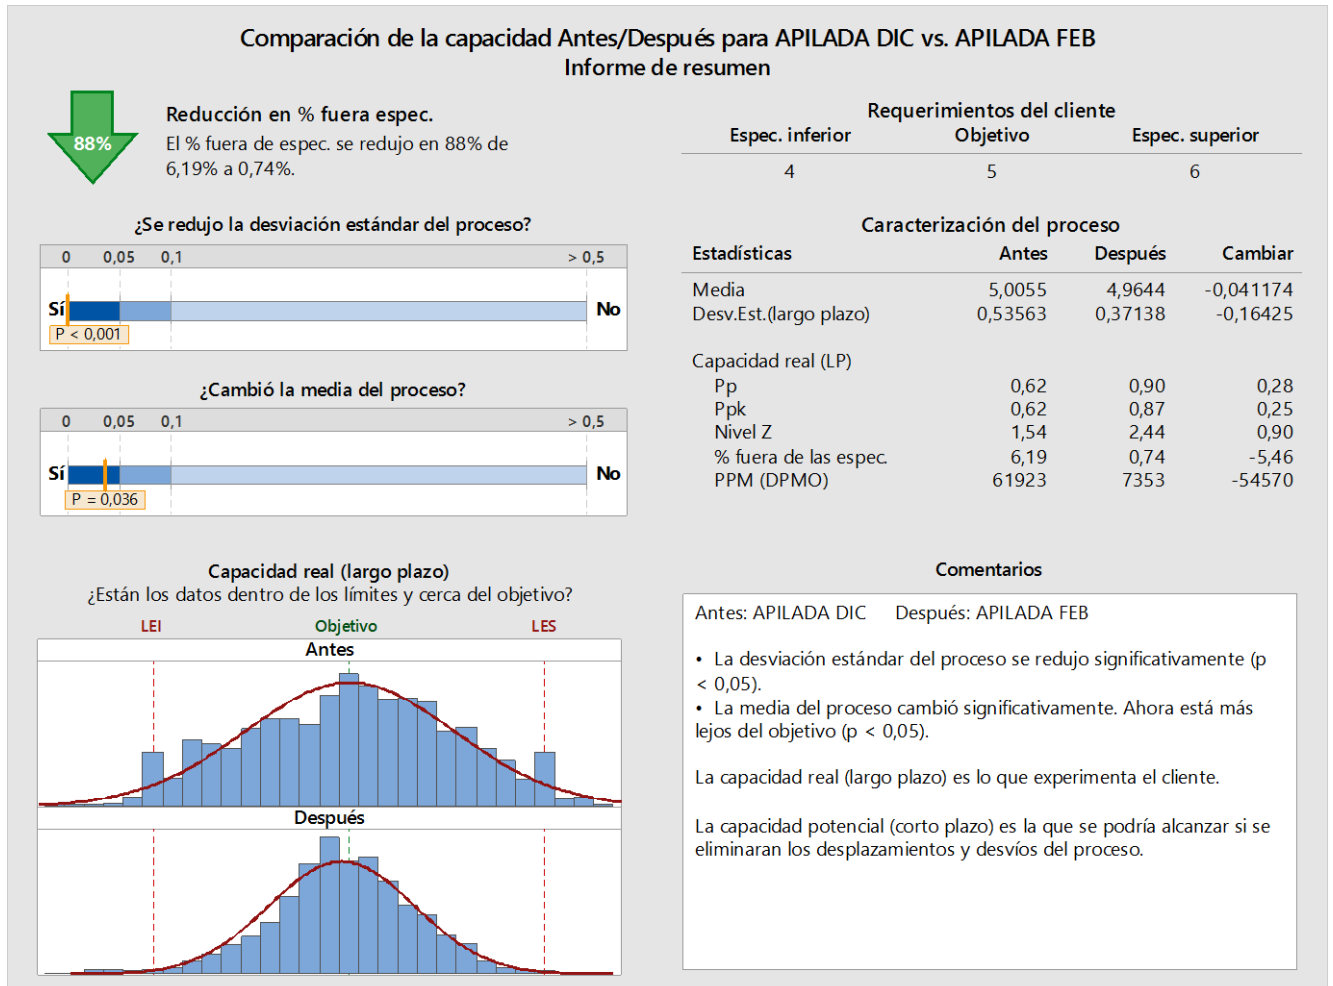 Comparación de la capacidad Antes/Después para APILADA DIC vs. APILADA FEB
Informe de resumen
88%
Reducción en % fuera espec.
El % fuera de espec. se redujo en 88% de
6,19% a 0,74%.
Requerimientos del cliente
Espec. inferior Objetivo Espec. superior
4 5 6
¿Se redujo la desviación estándar del proceso?
0 0,05 0,1 > 0,5
Sí No
P < 0,001
¿Cambió la media del proceso?
0 0,05 0,1 > 0,5
Sí No
P = 0,036
Caracterización del proceso
Estadísticas Antes Después Cambiar
Media 5,0055 4,9644 -0,041174
Desv.Est.(largo plazo) 0,53563 0,37138 -0,16425
Capacidad real (LP)
Pp 0,62 0,90 0,28
Ppk 0,62 0,87 0,25
Nivel Z 1,54 2,44 0,90
% fuera de las espec. 6,19 0,74 -5,46
PPM (DPMO) 61923 7353 -54570
Capacidad real (largo plazo)
¿Están los datos dentro de los límites y cerca del objetivo?
LEI Objetivo LES
Antes
Después
Comentarios
Antes: APILADA DIC Después: APILADA FEB
• La desviación estándar del proceso se redujo significativamente (p
< 0,05).
• La media del proceso cambió significativamente. Ahora está más
lejos del objetivo (p < 0,05).
La capacidad real (largo plazo) es lo que experimenta el cliente.
La capacidad potencial (corto plazo) es la que se podría alcanzar si se
eliminaran los desplazamientos y desvíos del proceso.